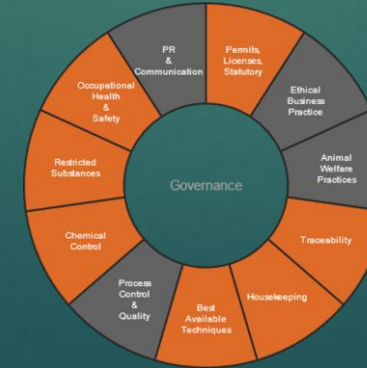 PR
&
Communication
Permits,
Licenses,
Statutory
Ethical
Business
Practice
Animal
Welfare
Practices
Traceability
Housekeeping
Best
Available
Techniques
Process
Control
&
Quality
Chemical
Control
Restricted
Substances
Occupational
Health
&
Safety
Governance